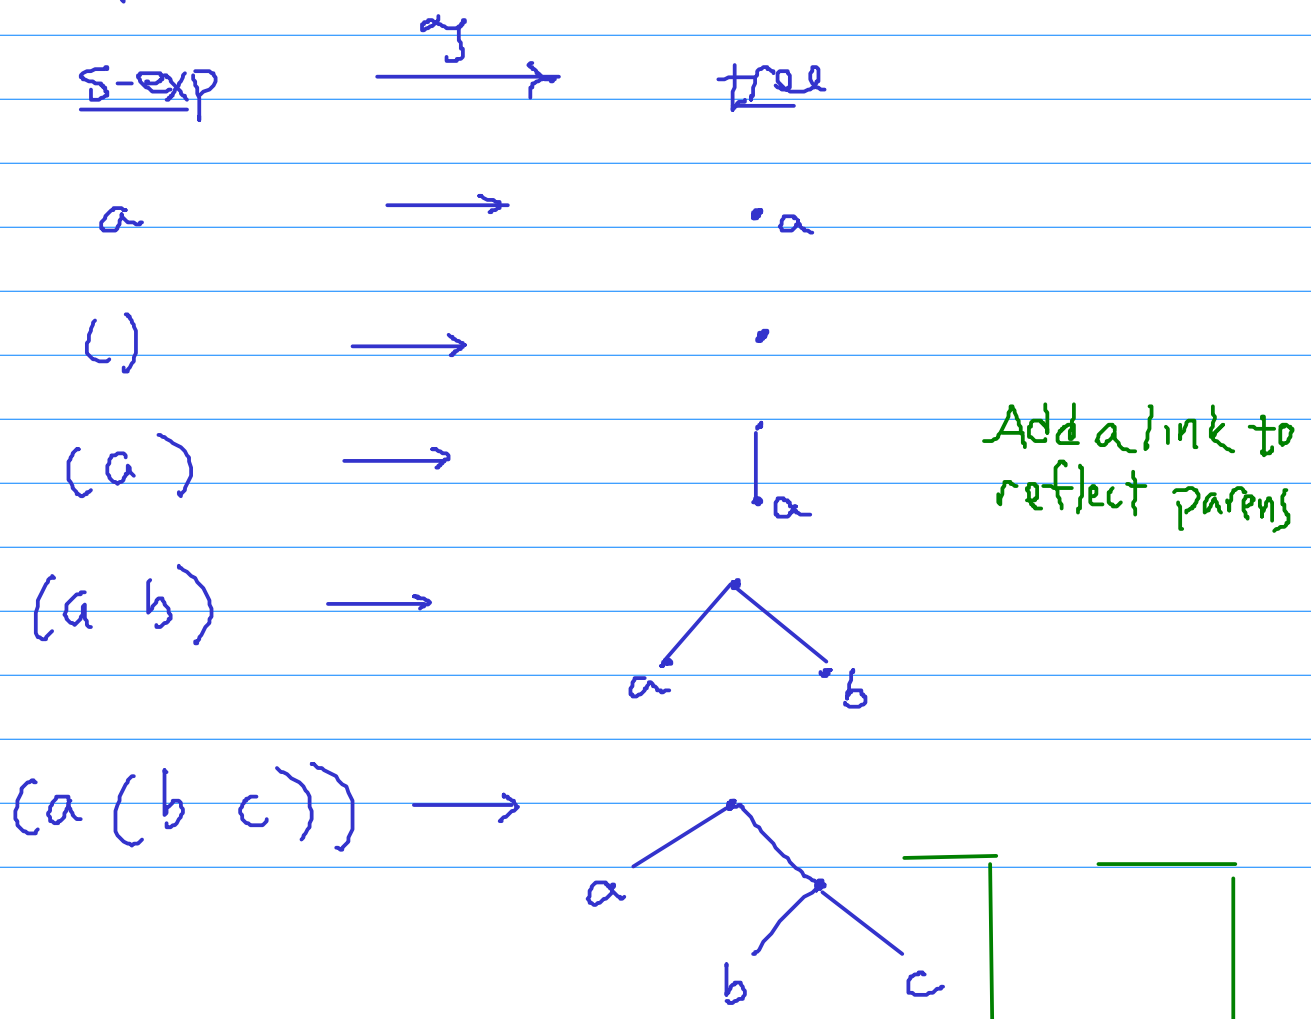 s-exp → tree
a → • a
() → •
(a) → a
Add a link to
reflect parens
(a b) → a b
(a (b c)) → a
b c